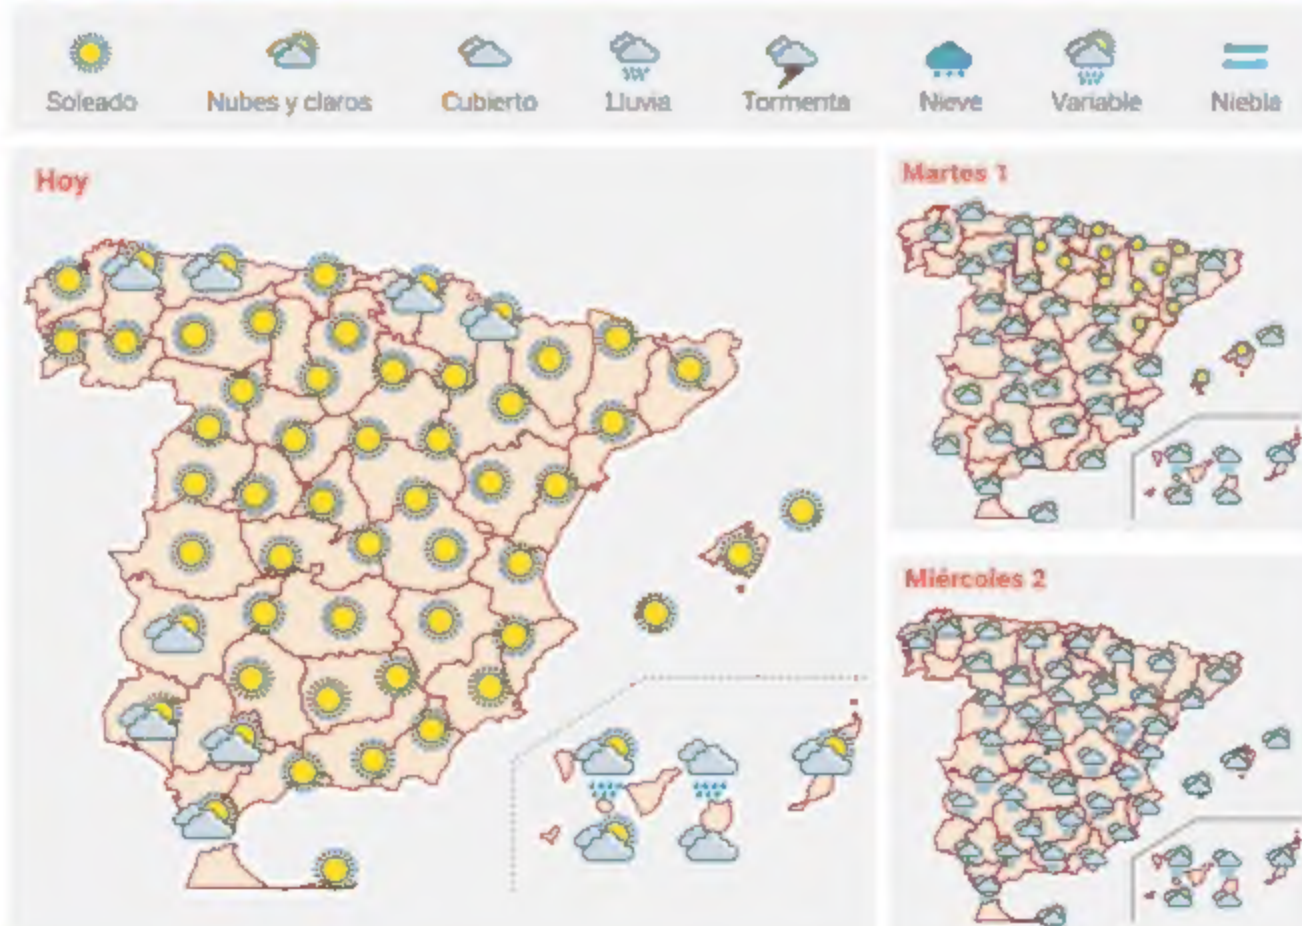 Soleado
Nubes y claros
Cubierto
Lluvia
Tormenta
Nieve
Variable
Niebla
Hoy
Martes 1
Miércoles 2